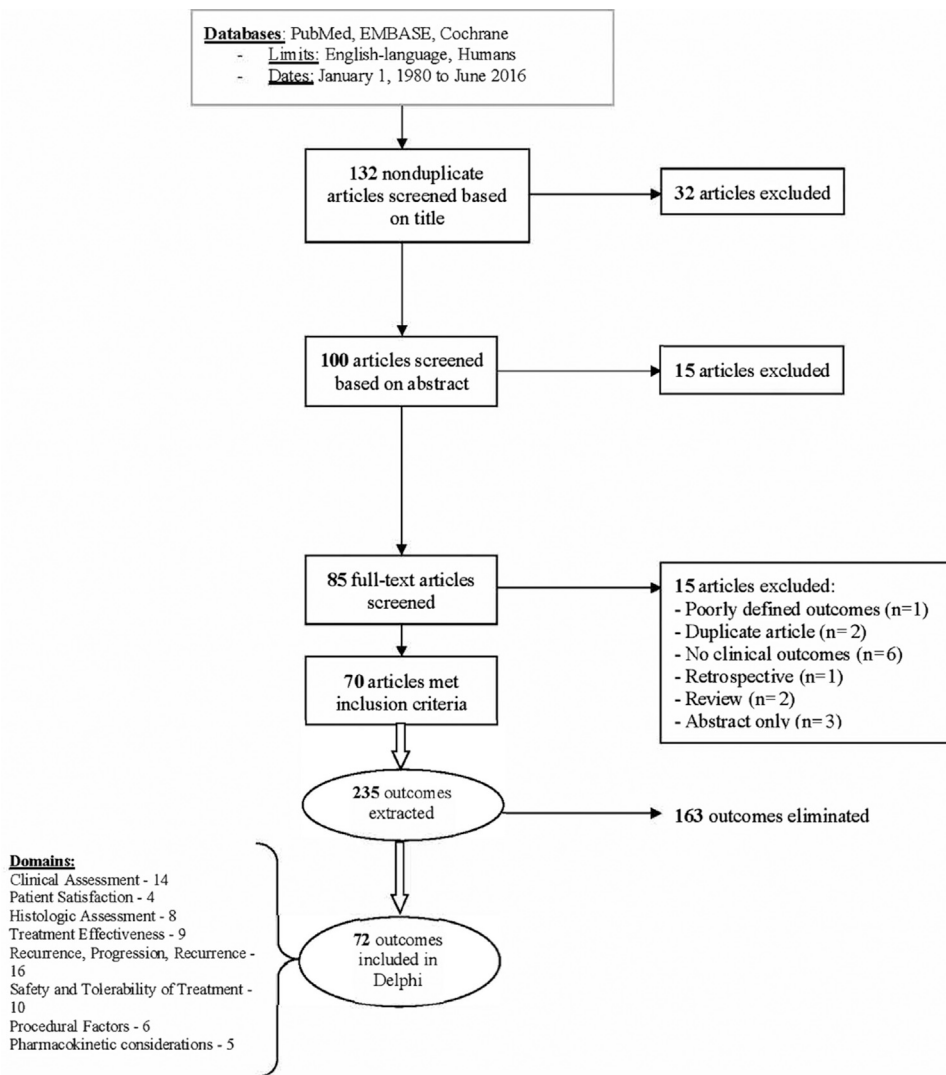 Databases: PubMed, EMBASE, Cochrane
- Limits: English-language, Humans
- Dates: January 1, 1980 to June 2016
132 nonduplicate
articles screened based
on title
32 articles excluded
100 articles screened
based on abstract
15 articles excluded
85 full-text articles
screened
15 articles excluded:
- Poorly defined outcomes (n=1)
- Duplicate article (n=2)
- No clinical outcomes (n=6)
- Retrospective (n=1)
- Review (n=2)
- Abstract only (n=3)
70 articles met
inclusion criteria
235 outcomes
extracted
163 outcomes eliminated
Domains:
Clinical Assessment - 14
Patient Satisfaction - 4
Histologic Assessment - 8
Treatment Effectiveness - 9
Recurrence, Progression, Recurrence -
16
Safety and Tolerability of Treatment -
10
Procedural Factors - 6
Pharmacokinetic considerations - 5
72 outcomes
included in
Delphi